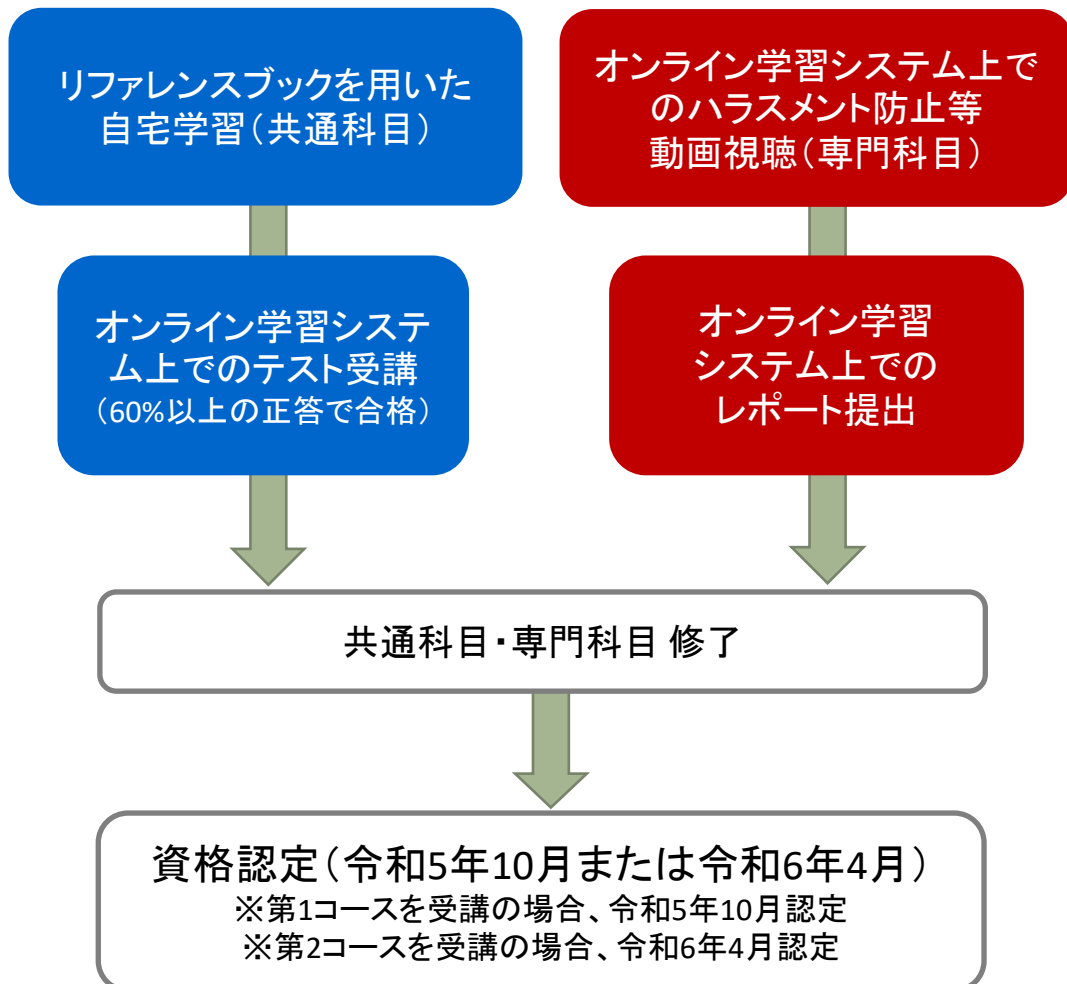 リファレンスブックを用いた
自宅学習（共通科目）
オンライン学習システム上で
のハラスメント防止等
動画視聴（専門科目）
オンライン学習システ
ム上でのテスト受講
（60%以上の正答で合格）
オンライン学習
システム上での
レポート提出
共通科目・専門科目 修了
資格認定（令和5年10月または令和6年4月）
※第1コースを受講の場合、令和5年10月認定
※第2コースを受講の場合、令和6年4月認定